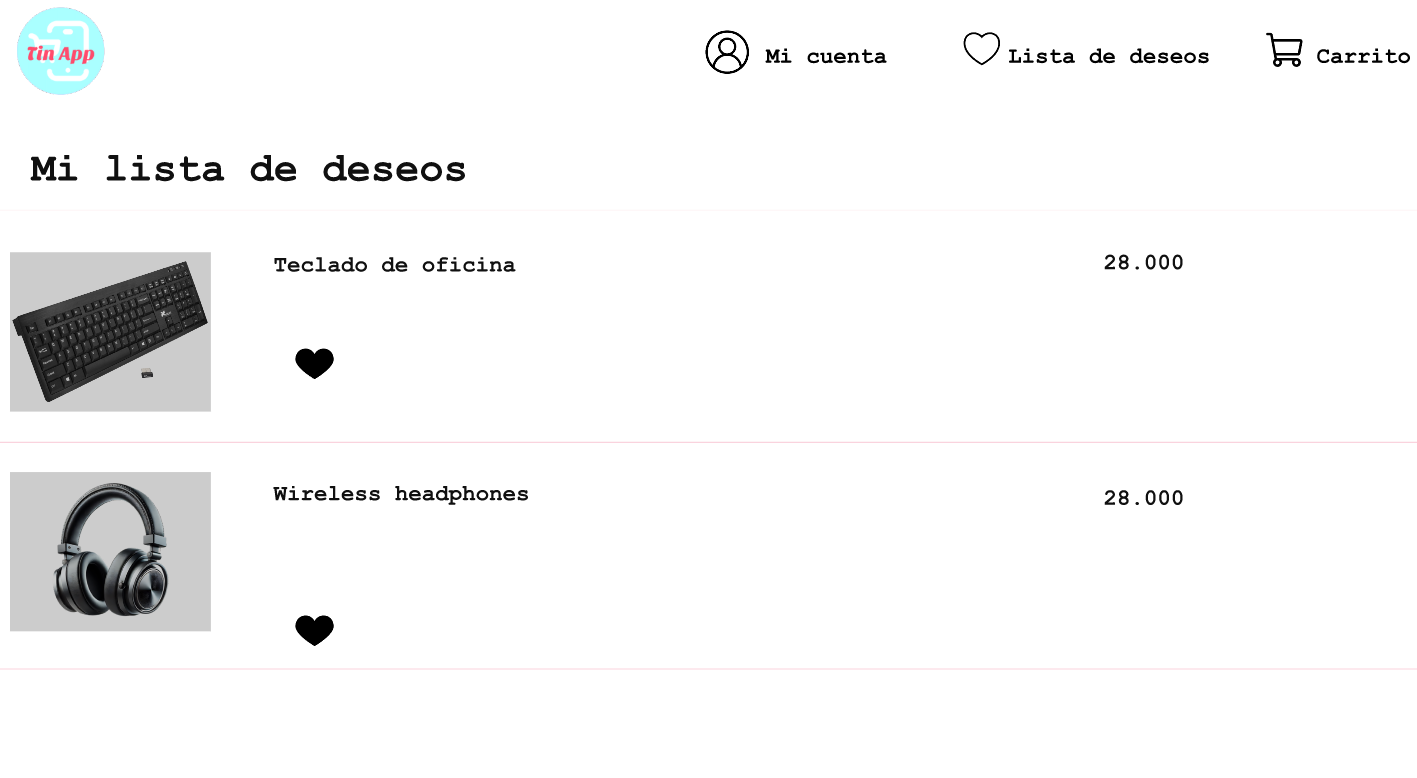 Tin App
Mi cuenta
Lista de deseos
Carrito
Mi lista de deseos
Teclado de oficina
28.000
Wireless headphones
28.000